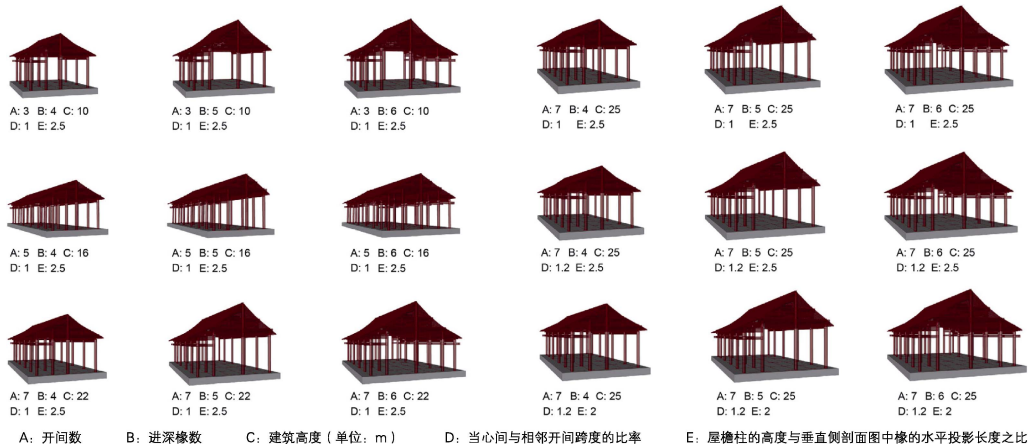 A: 3 B: 4 C: 10
D: 1 E: 2.5
A: 3 B: 5 C: 10
D: 1 E: 2.5
A: 3 B: 6 C: 10
D: 1 E: 2.5
A: 7 B: 4 C: 25
D: 1 E: 2.5
A: 7 B: 5 C: 25
D: 1 E: 2.5
A: 7 B: 6 C: 25
D: 1 E: 2.5
A: 5 B: 4 C: 16
D: 1 E: 2.5
A: 5 B: 5 C: 16
D: 1 E: 2.5
A: 5 B: 6 C: 16
D: 1 E: 2.5
A: 7 B: 4 C: 25
D: 1.2 E: 2.5
A: 7 B: 5 C: 25
D: 1.2 E: 2.5
A: 7 B: 6 C: 25
D: 1.2 E: 2.5
A: 7 B: 4 C: 22
D: 1 E: 2.5
A: 7 B: 5 C: 22
D: 1 E: 2.5
A: 7 B: 6 C: 22
D: 1 E: 2.5
A: 7 B: 4 C: 25
D: 1.2 E: 2
A: 7 B: 5 C: 25
D: 1.2 E: 2
A: 7 B: 6 C: 25
D: 1.2 E: 2
A：开间数 B：进深椽数 C：建筑高度（单位：m） D：当心间与相邻开间跨度的比率 E：屋檐柱的高度与垂直侧剖面图中椽的水平投影长度之比